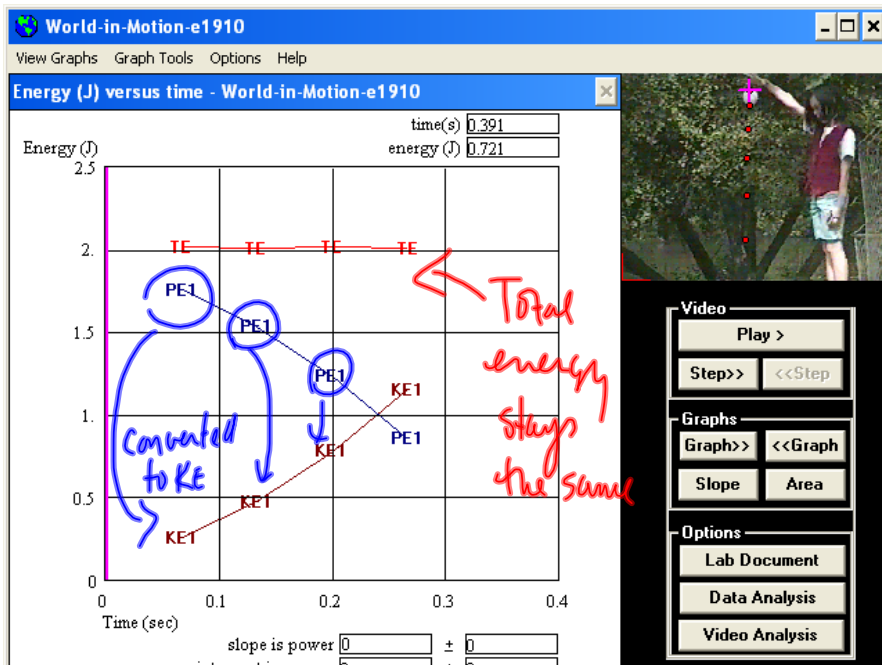 World-in-Motion-e1910
View Graphs Graph Tools Options Help
Energy (J) versus time - World-in-Motion-e1910
time(s) 0.391
Energy (J) energy (J) 0.721
2.5
2.
1.5
1.
0.5
0
0 0.1 0.2 0.3 0.4
Time (sec)
TE TE TE TE
PE1
PE1
PE1
PE1
KE1
KE1
KE1
KE1
converted
to KE
Total
energy
stays
the same
slope is power 0 ± 0
Video
Play >
Step>> <<Step
Graphs
Graph>> <<Graph
Slope Area
Options
Lab Document
Data Analysis
Video Analysis